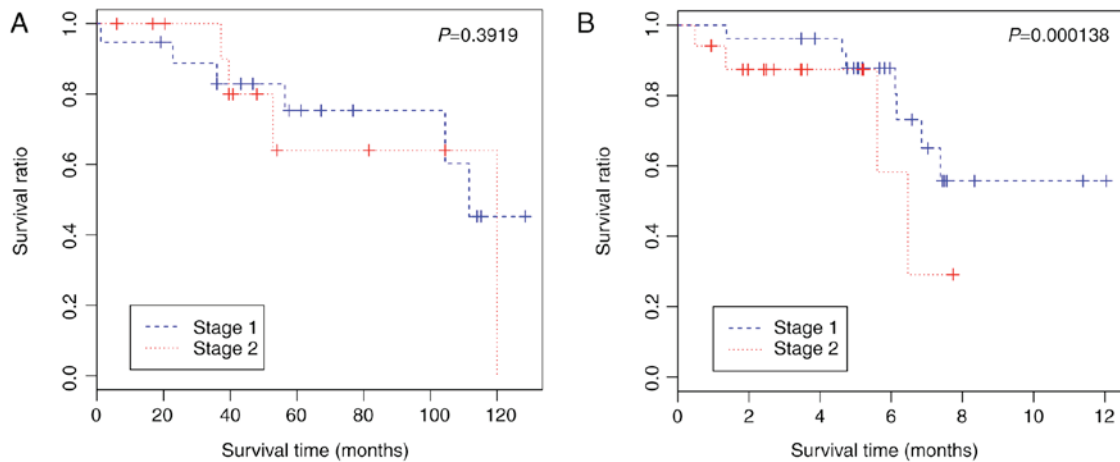 A
P=0.3919
1.0
0.8
0.6
0.4
0.2
0.0
Survival ratio
Stage 1
Stage 2
0 20 40 60 80 100 120
Survival time (months)
B
P=0.000138
1.0
0.8
0.6
0.4
0.2
0.0
Survival ratio
Stage 1
Stage 2
0 2 4 6 8 10 12
Survival time (months)